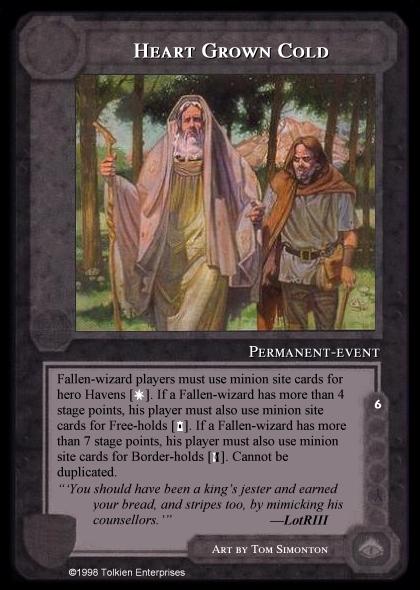 HEART GROWN COLD
PERMANENT-EVENT
Fallen-wizard players must use minion site cards for
hero Havens [✷]. If a Fallen-wizard has more than 4
stage points, his player must also use minion site
cards for Free-holds [ ]. If a Fallen-wizard has more
than 7 stage points, his player must also use minion
site cards for Border-holds [ ]. Cannot be
duplicated.
6
“‘You should have been a king’s jester and earned
your bread, and stripes too, by mimicking his
counsellors.’” —LotRIII
ART BY TOM SIMONTON
©1998 Tolkien Enterprises